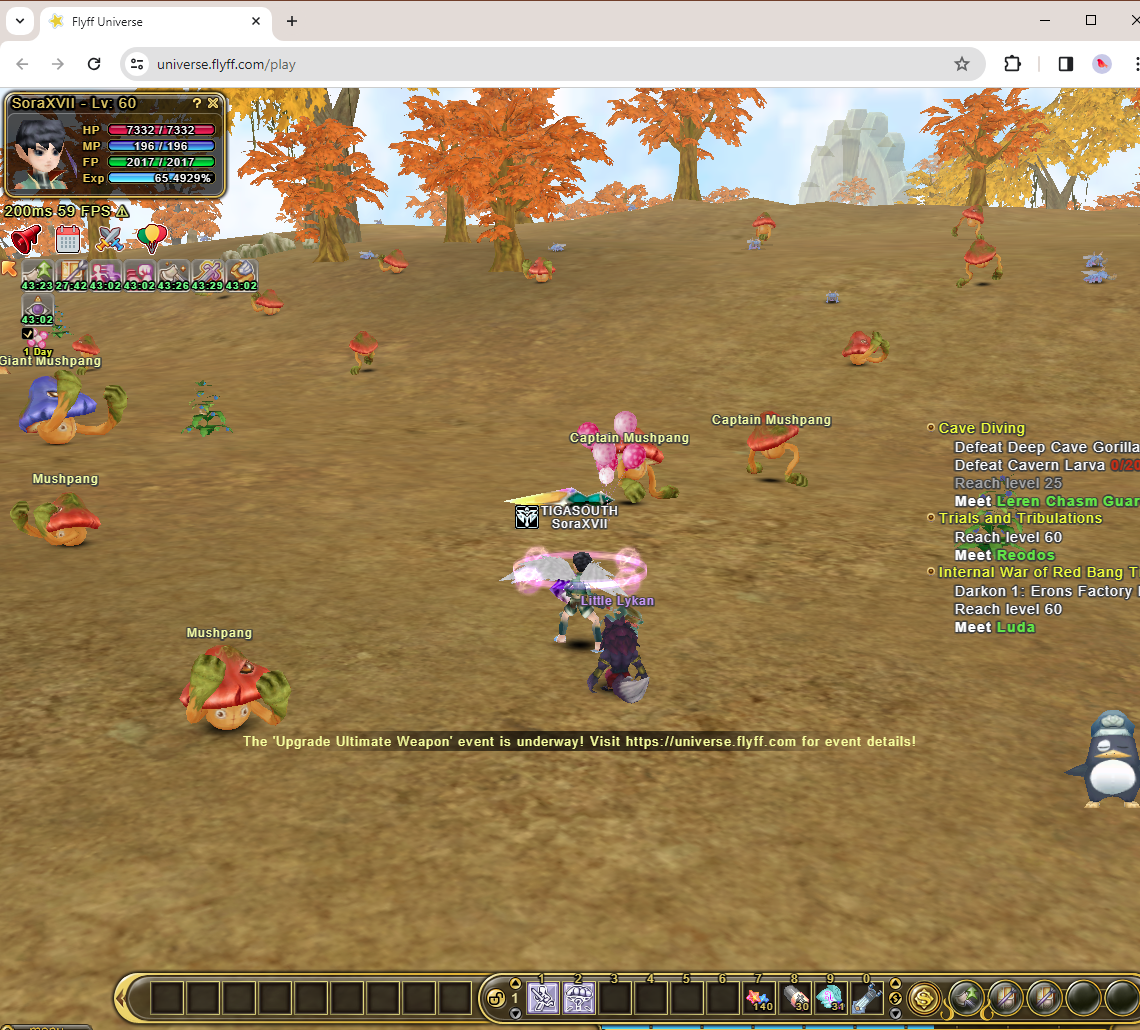 Flyff Universe
universe.flyff.com/play
SoraXVII - Lv: 60
HP 7332 / 7332
MP 196 / 196
FP 2017 / 2017
Exp 65.4929%
200ms 59 FPS
43:23 27:42 43:02 43:02 43:26 43:29 43:02
43:02
1 Day
Giant Mushpang
Captain Mushpang
Captain Mushpang
Mushpang
TIGASOUTH
SoraXVII
Little Lykan
Mushpang
Cave Diving
Defeat Deep Cave Gorilla
Defeat Cavern Larva 0/20
Reach level 25
Meet Leren Chasm Guar
Trials and Tribulations
Reach level 60
Meet Reodos
Internal War of Red Bang T
Darkon 1: Erons Factory
Reach level 60
Meet Luda
The 'Upgrade Ultimate Weapon' event is underway! Visit https://universe.flyff.com for event details!
1
1 2 3 4 5 6 7 8 9 0
140 30 31